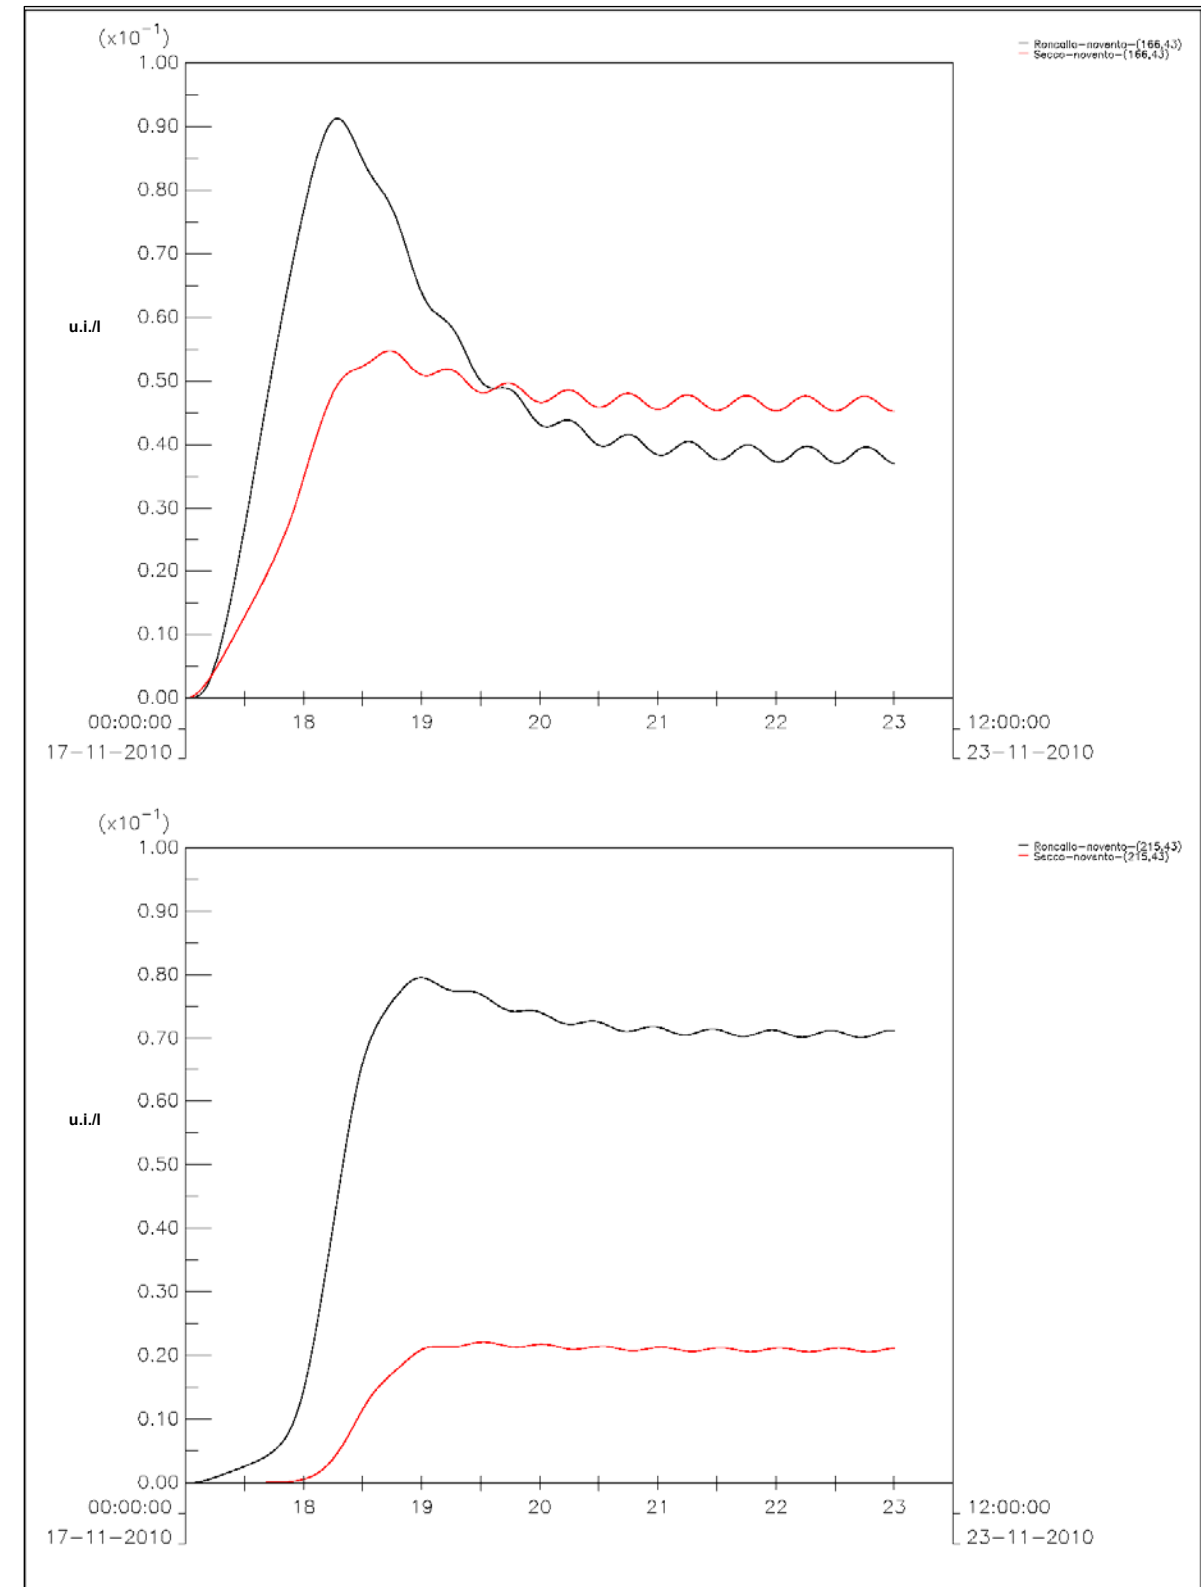 (x10⁻¹)
Roncallo-novento-(166,43)
Secco-novento-(166,43)
1.00
0.90
0.80
0.70
0.60
u.i./l
0.50
0.40
0.30
0.20
0.10
0.00
00:00:00 18 19 20 21 22 23 12:00:00
17-11-2010 23-11-2010
(x10⁻¹)
1.00
Roncallo-novento-(215,43)
Secco-novento-(215,43)
0.90
0.80
0.70
0.60
u.i./l
0.50
0.40
0.30
0.20
0.10
0.00
00:00:00 18 19 20 21 22 23 12:00:00
17-11-2010 23-11-2010